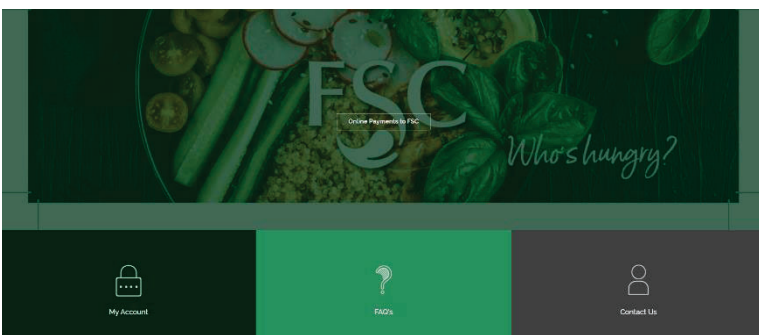 FSC
Online Payments to FSC
Who's hungry?
My Account
FAQ's
Contact Us